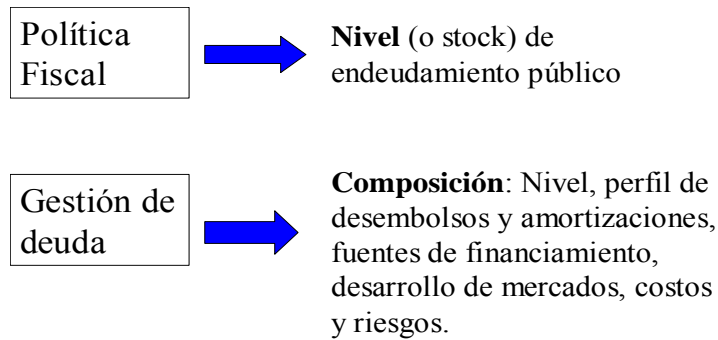 Política
Fiscal
Nivel (o stock) de
endeudamiento público
Gestión de
deuda
Composición: Nivel, perfil de
desembolsos y amortizaciones,
fuentes de financiamiento,
desarrollo de mercados, costos
y riesgos.